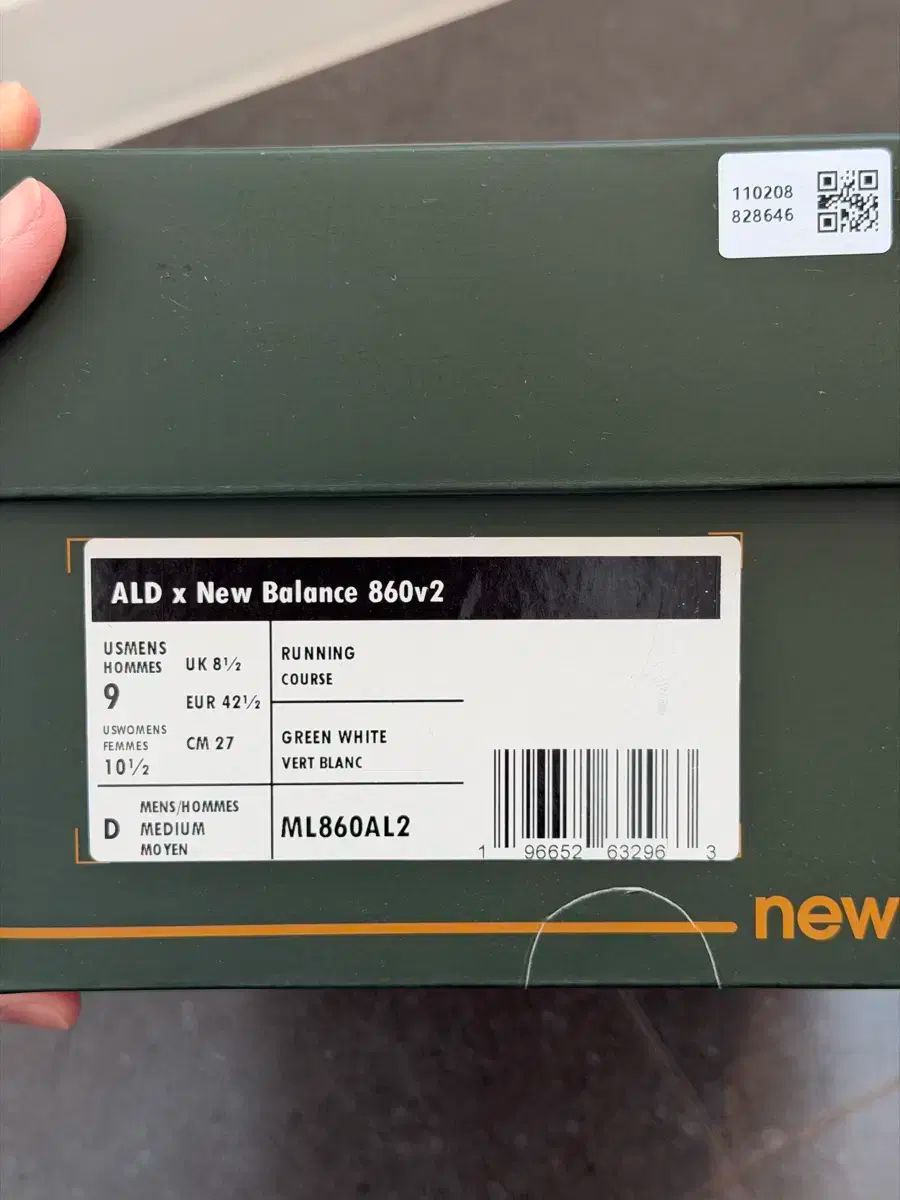 110208
828646
ALD x New Balance 860v2
USMENS
HOMMES
9
UK 8½
EUR 42½
USWOMENS
FEMMES
10½
CM 27
RUNNING
COURSE
GREEN WHITE
VERT BLANC
D
MENS/HOMMES
MEDIUM
MOYEN
ML860AL2
1 96652 63296 3
new